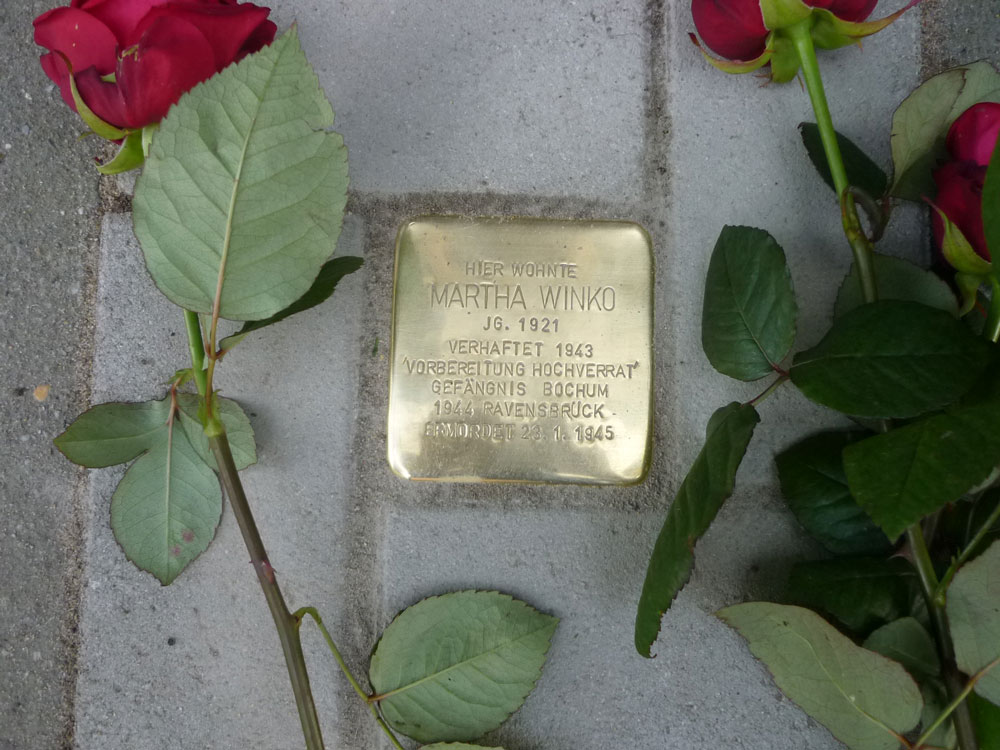 HIER WOHNTE
MARTHA WINKO
JG. 1921
VERHAFTET 1943
'VORBEREITUNG HOCHVERRAT'
GEFÄNGNIS BOCHUM
1944 RAVENSBRÜCK
ERMORDET 23.1.1945